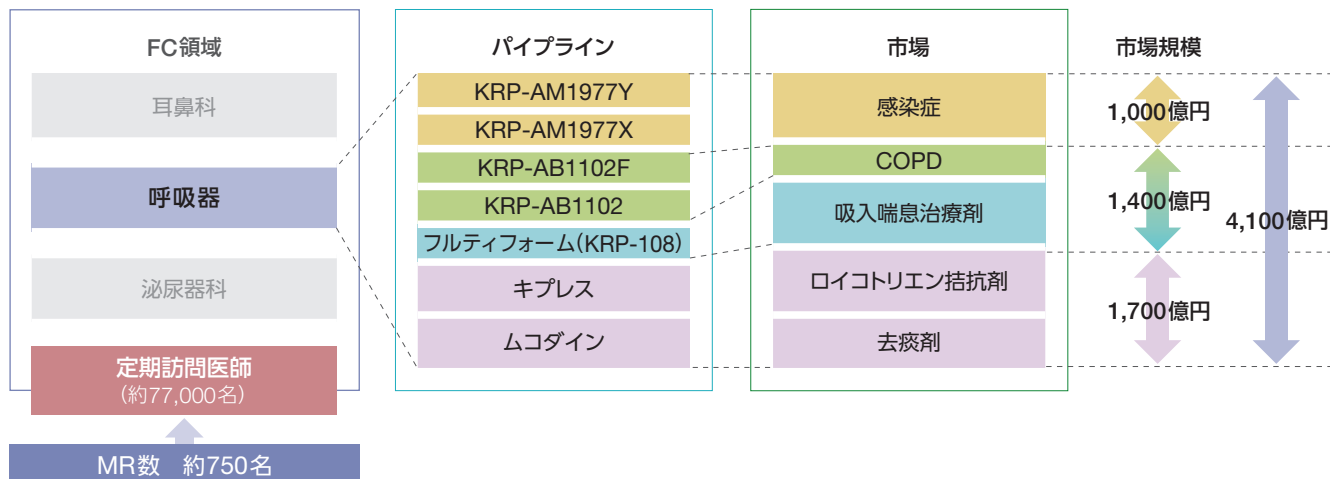 FC領域
耳鼻科
呼吸器
泌尿器科
定期訪問医師
（約77,000名）
MR数　約750名
パイプライン
KRP-AM1977Y
KRP-AM1977X
KRP-AB1102F
KRP-AB1102
フルティフォーム（KRP-108）
キプレス
ムコダイン
市場
感染症
COPD
吸入喘息治療剤
ロイコトリエン拮抗剤
去痰剤
市場規模
1,000億円
1,400億円
1,700億円
4,100億円